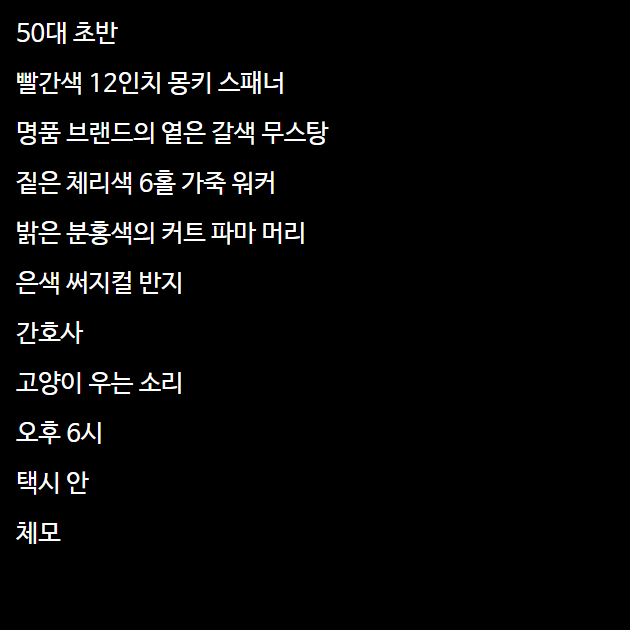 50대 초반
빨간색 12인치 몽키 스패너
명품 브랜드의 옅은 갈색 무스탕
짙은 체리색 6홀 가죽 워커
밝은 분홍색의 커트 파마 머리
은색 써지컬 반지
간호사
고양이 우는 소리
오후 6시
택시 안
체모